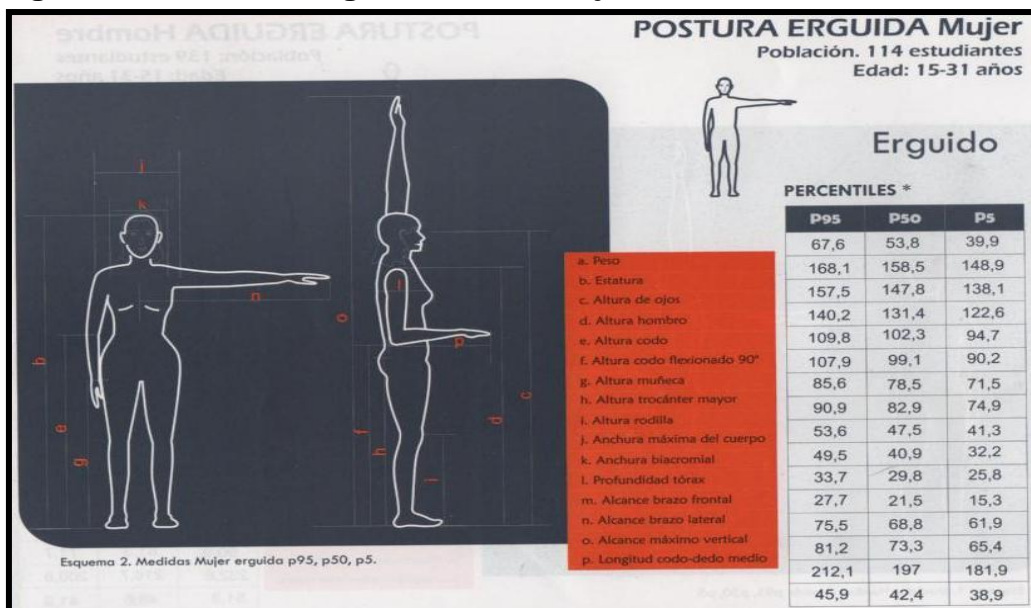 POSTURA ERGUIDA Mujer
Población. 114 estudiantes
Edad: 15-31 años
Erguido
PERCENTILES *
P95 P50 P5
a. Peso 67,6 53,8 39,9
b. Estatura 168,1 158,5 148,9
c. Altura de ojos 157,5 147,8 138,1
d. Altura hombro 140,2 131,4 122,6
e. Altura codo 109,8 102,3 94,7
f. Altura codo flexionado 90° 107,9 99,1 90,2
g. Altura muñeca 85,6 78,5 71,5
h. Altura trocánter mayor 90,9 82,9 74,9
i. Altura rodilla 53,6 47,5 41,3
j. Anchura máxima del cuerpo 49,5 40,9 32,2
k. Anchura biacromial 33,7 29,8 25,8
l. Profundidad tórax 27,7 21,5 15,3
m. Alcance brazo frontal 75,5 68,8 61,9
n. Alcance brazo lateral 81,2 73,3 65,4
o. Alcance máximo vertical 212,1 197 181,9
p. Longitud codo-dedo medio 45,9 42,4 38,9
j
k
n
l
o
p
b
e
g
f
h
i
d
c
Esquema 2. Medidas Mujer erguida p95, p50, p5.